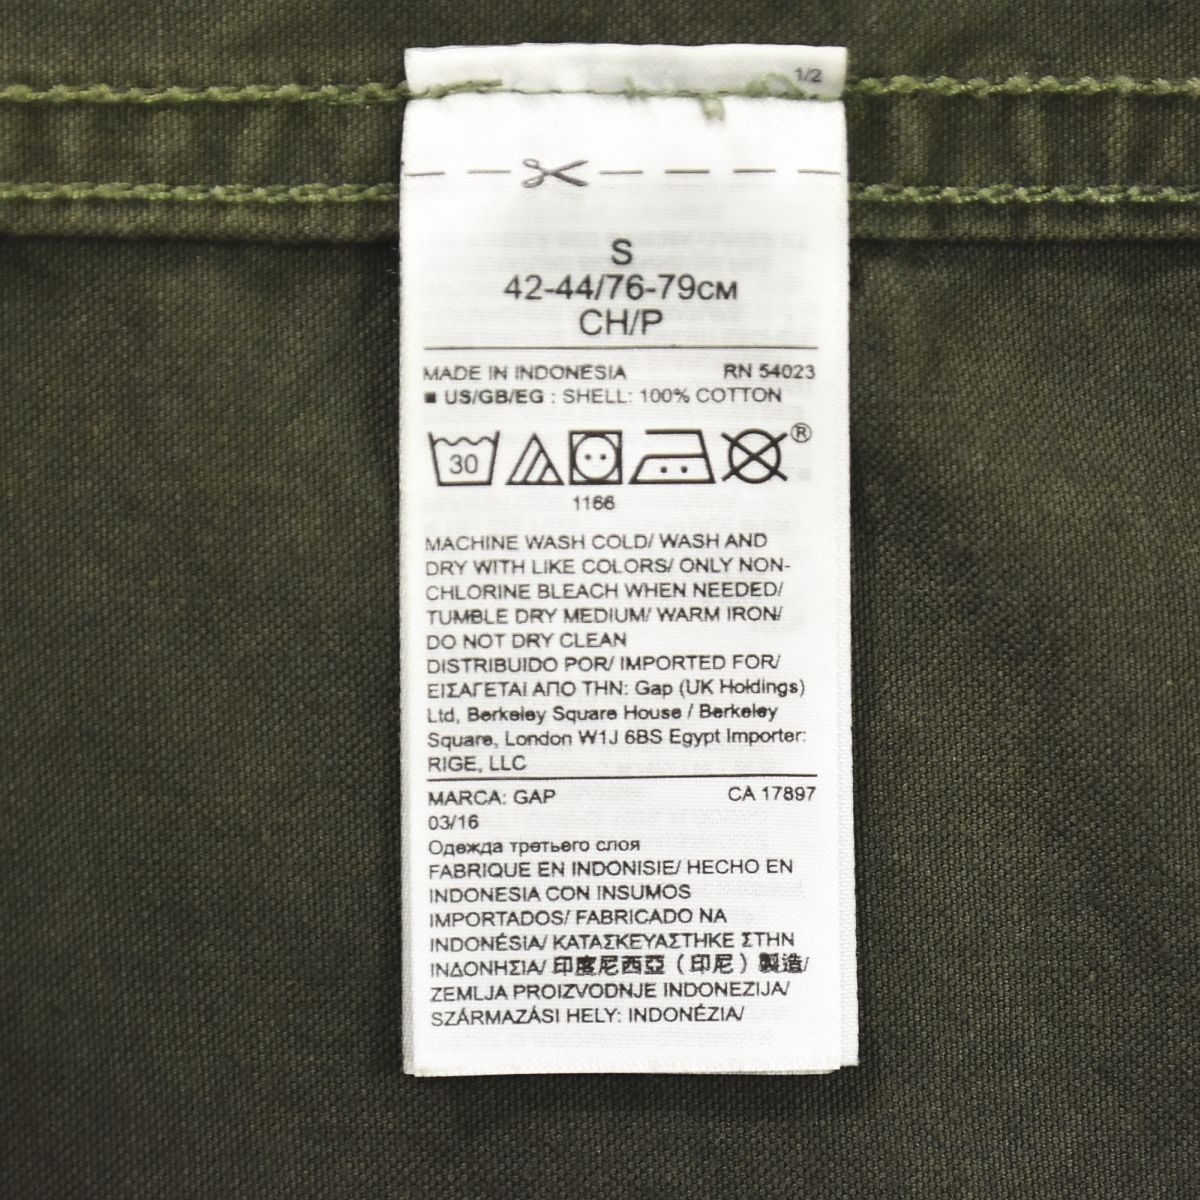 1/2
S
42-44/76-79CM
CH/P
MADE IN INDONESIA RN 54023
■ US/GB/EG : SHELL: 100% COTTON
30
®
1166
MACHINE WASH COLD/ WASH AND
DRY WITH LIKE COLORS/ ONLY NON-
CHLORINE BLEACH WHEN NEEDED/
TUMBLE DRY MEDIUM/ WARM IRON/
DO NOT DRY CLEAN
DISTRIBUIDO POR/ IMPORTED FOR/
ΕΙΣΑΓΕΤΑΙ ΑΠΟ ΤΗΝ: Gap (UK Holdings)
Ltd, Berkeley Square House / Berkeley
Square, London W1J 6BS Egypt Importer:
RIGE, LLC
MARCA: GAP CA 17897
03/16
Одежда третьего слоя
FABRIQUE EN INDONISIE/ HECHO EN
INDONESIA CON INSUMOS
IMPORTADOS/ FABRICADO NA
INDONÉSIA/ ΚΑΤΑΣΚΕΥΑΣΤΗΚΕ ΣΤΗΝ
ΙΝΔΟΝΗΣΙΑ/ 印度尼西亞（印尼）製造/
ZEMLJA PROIZVODNJE INDONEZIJA/
SZÁRMAZÁSI HELY: INDONÉZIA/